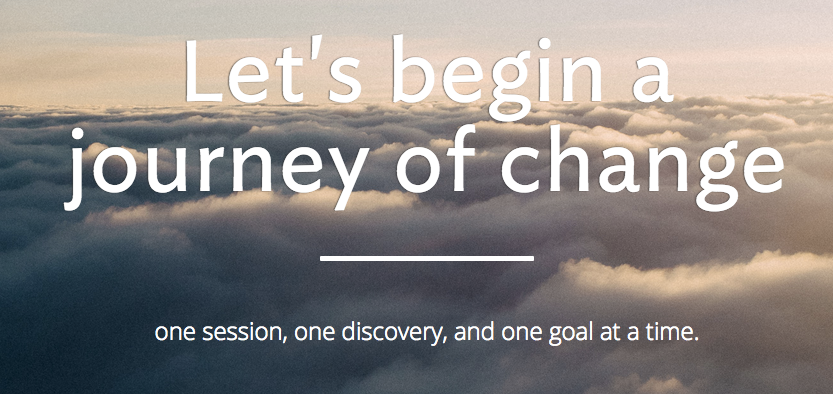 Let's begin a
journey of change
one session, one discovery, and one goal at a time.